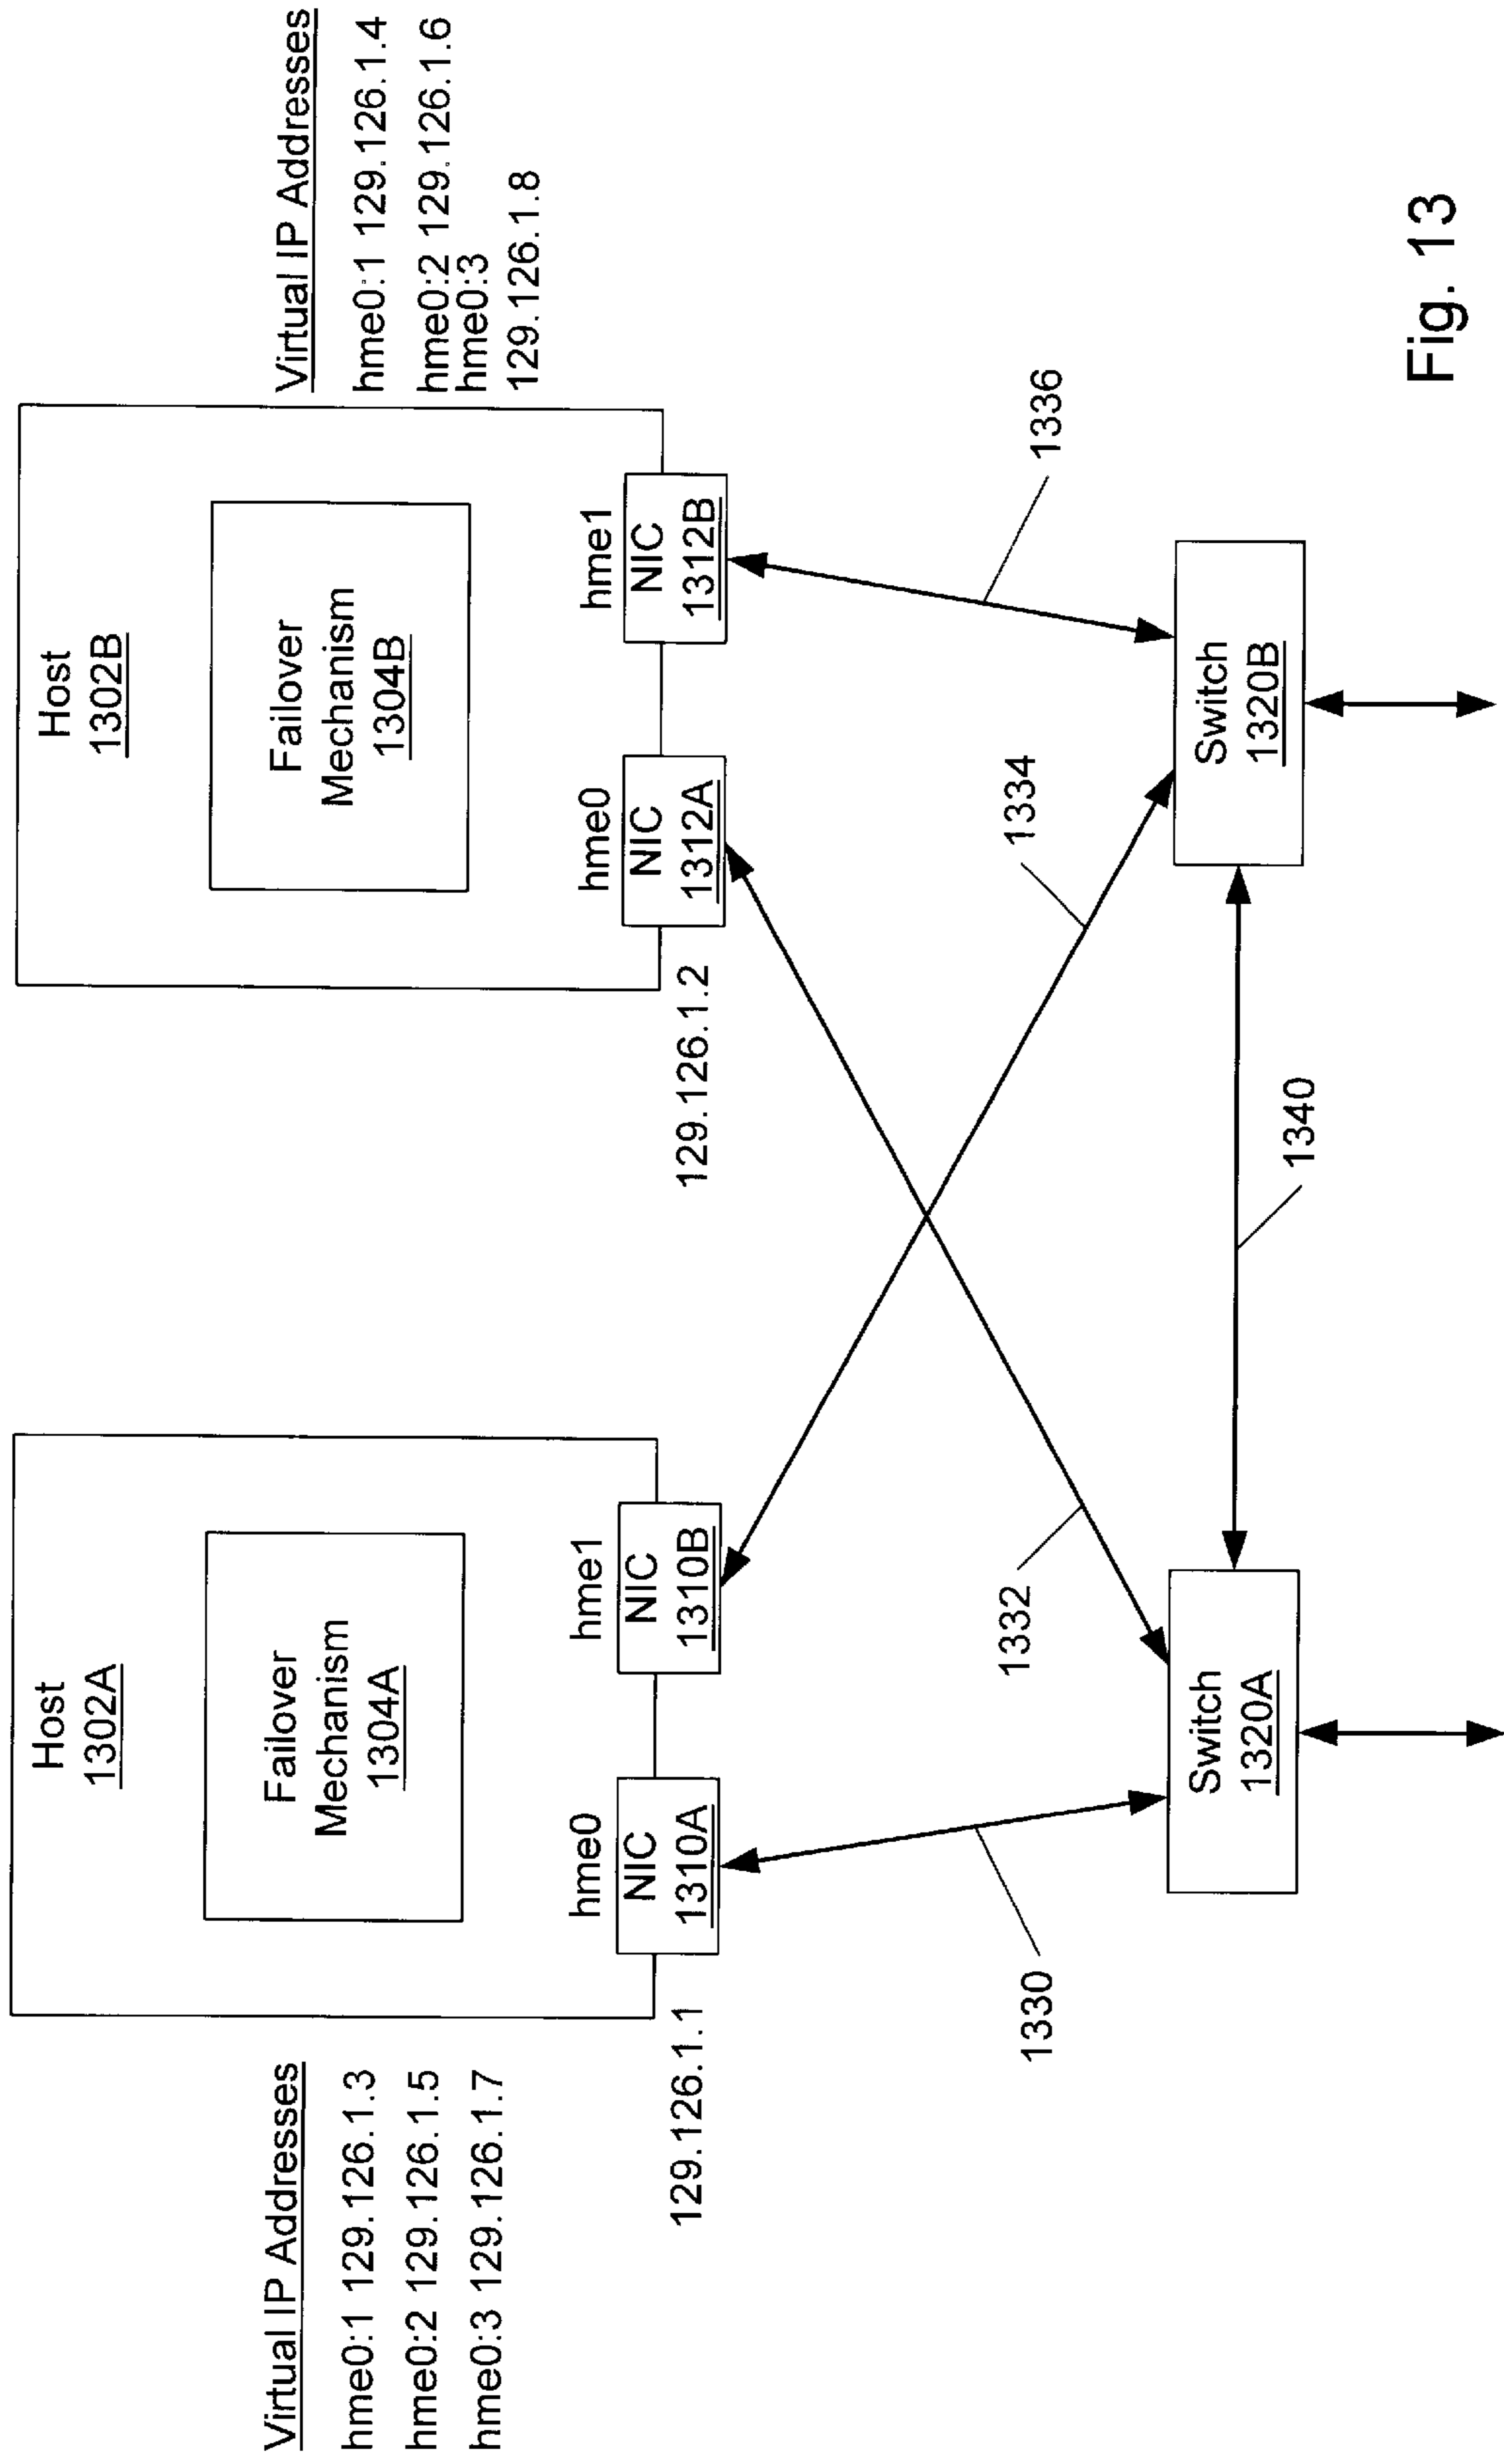 Virtual IP Addresses
hme0:1 129.126.1.3
hme0:2 129.126.1.5
hme0:3 129.126.1.7
Host
1302A
Failover
Mechanism
1304A
hme0
NIC
1310A
hme1
NIC
1310B
129.126.1.1
Host
1302B
Failover
Mechanism
1304B
hme0
NIC
1312A
hme1
NIC
1312B
129.126.1.2
Virtual IP Addresses
hme0:1 129.126.1.4
hme0:2 129.126.1.6
hme0:3
129.126.1.8
1330
1332
1334
1336
Switch
1320A
1340
Switch
1320B
Fig. 13